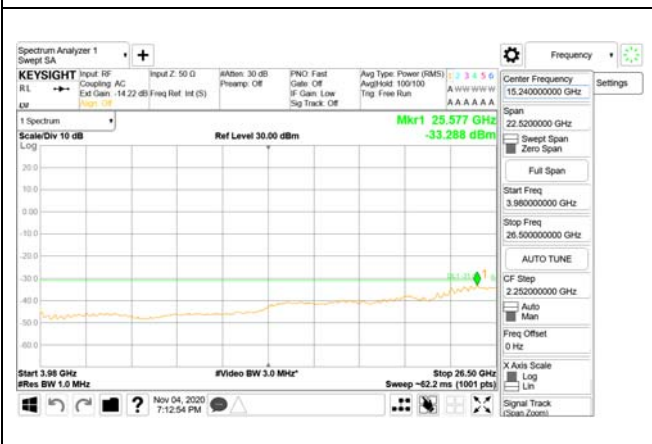 Spectrum Analyzer 1
Swept SA
Frequency
KEYSIGHT
Input: RF
Input Z: 50 Ω
#Atten: 30 dB
PNO: Fast
Avg Type: Power (RMS)
1 2 3 4 5 6
RL
Coupling: AC
Preamp: Off
Gate: Off
Avg|Hold: 100/100
A W W W W W
Ext Gain: -14.22 dB
Freq Ref: Int (S)
IF Gain: Low
Trig: Free Run
Align: Off
Sig Track: Off
A A A A A A
1 Spectrum
Mkr1 25.577 GHz
Scale/Div 10 dB
Ref Level 30.00 dBm
-33.288 dBm
Log
20.0
10.0
0.00
-10.0
-20.0
-30.0
1
-40.0
-50.0
-60.0
Start 3.98 GHz
#Video BW 3.0 MHz*
Stop 26.50 GHz
#Res BW 1.0 MHz
Sweep ~62.2 ms (1001 pts)
Nov 04, 2020
7:12:54 PM
?
Center Frequency
15.240000000 GHz
Settings
Span
22.5200000 GHz
Swept Span
Zero Span
Full Span
Start Freq
3.980000000 GHz
Stop Freq
26.500000000 GHz
AUTO TUNE
CF Step
2.252000000 GHz
Auto
Man
Freq Offset
0 Hz
X Axis Scale
Log
Lin
Signal Track
(Span Zoom)